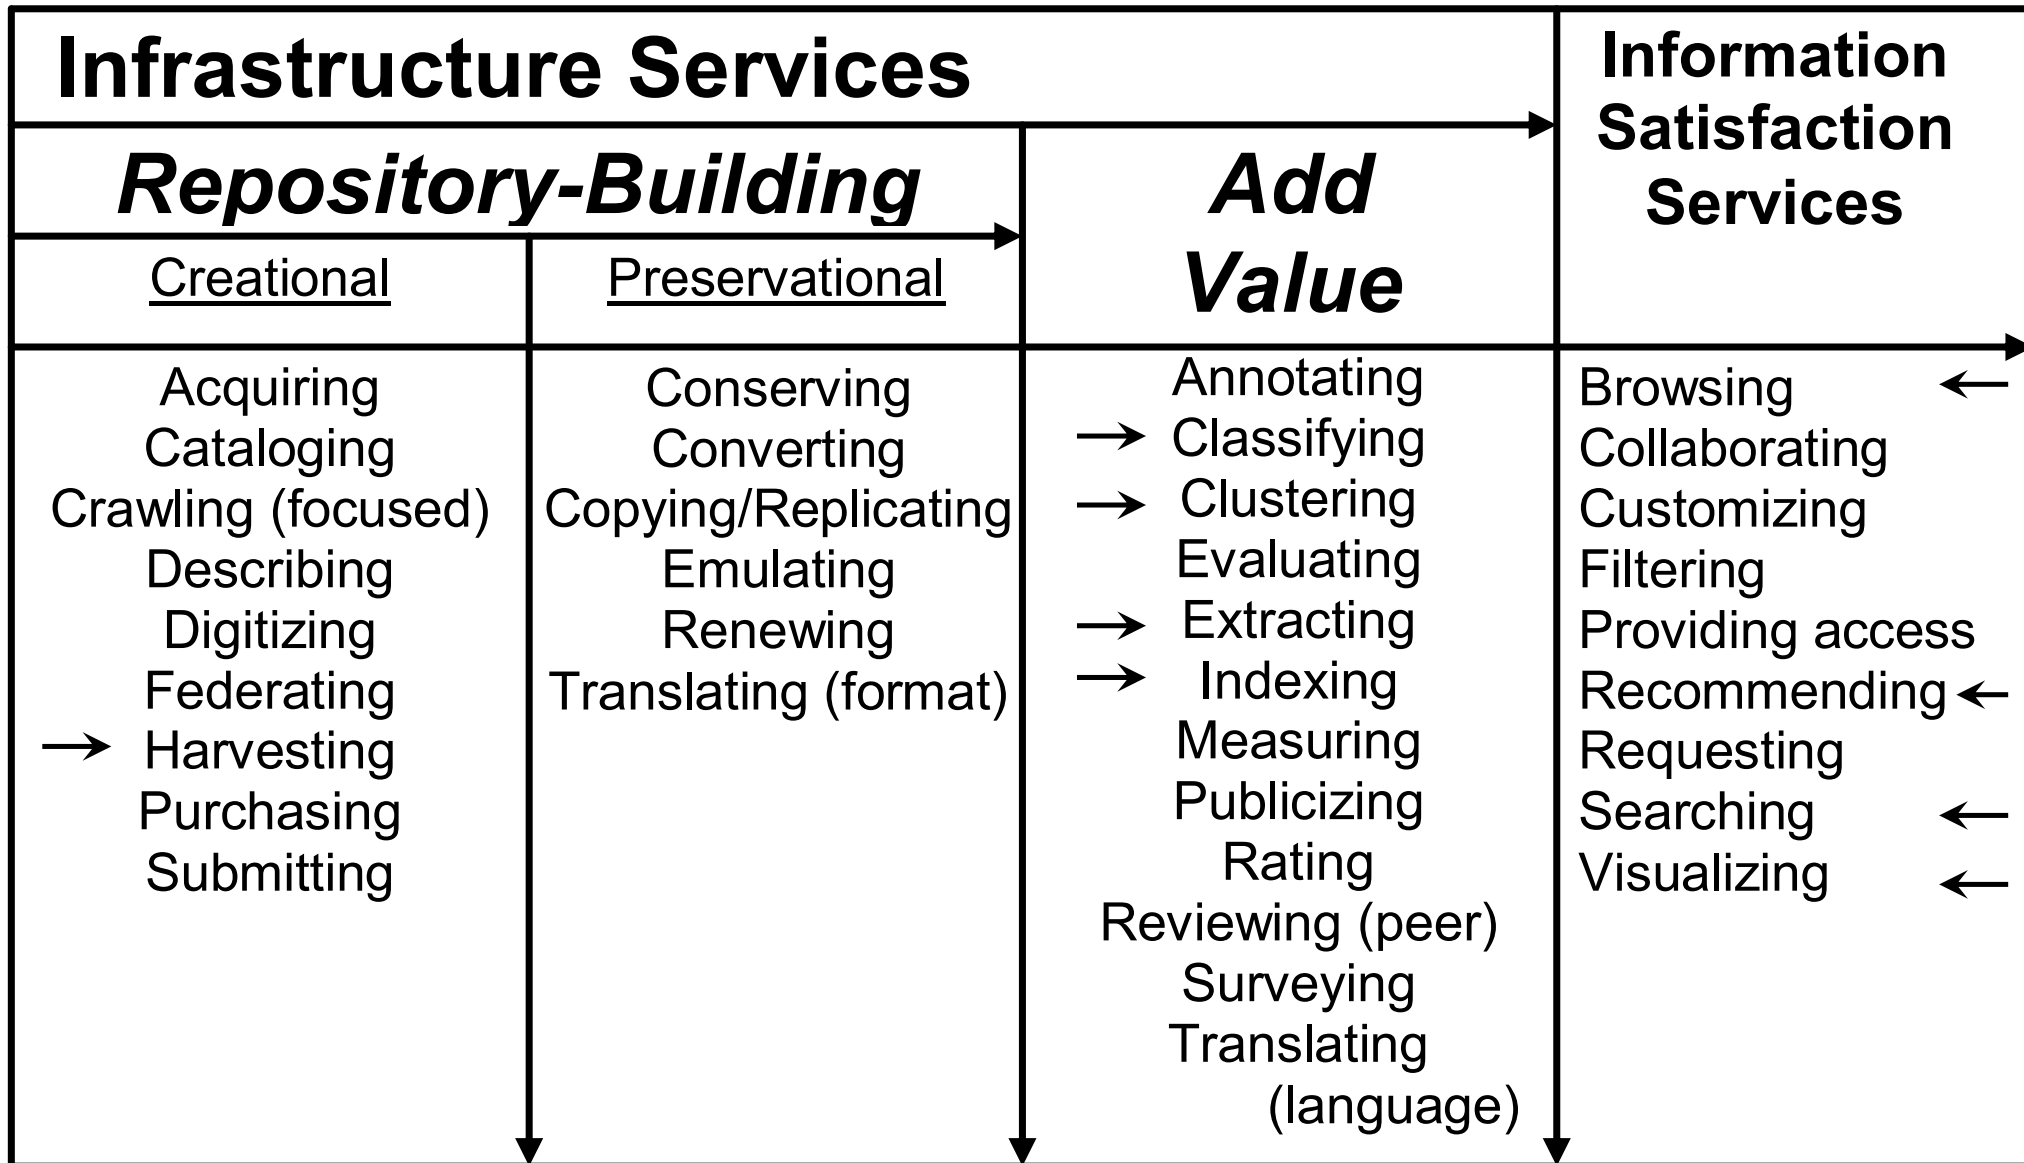 Infrastructure Services
Information
Satisfaction
Services
Repository-Building
Add
Value
Creational
Preservational
Acquiring
Cataloging
Crawling (focused)
Describing
Digitizing
Federating
Harvesting
Purchasing
Submitting
Conserving
Converting
Copying/Replicating
Emulating
Renewing
Translating (format)
Annotating
Classifying
Clustering
Evaluating
Extracting
Indexing
Measuring
Publicizing
Rating
Reviewing (peer)
Surveying
Translating
(language)
Browsing
Collaborating
Customizing
Filtering
Providing access
Recommending
Requesting
Searching
Visualizing